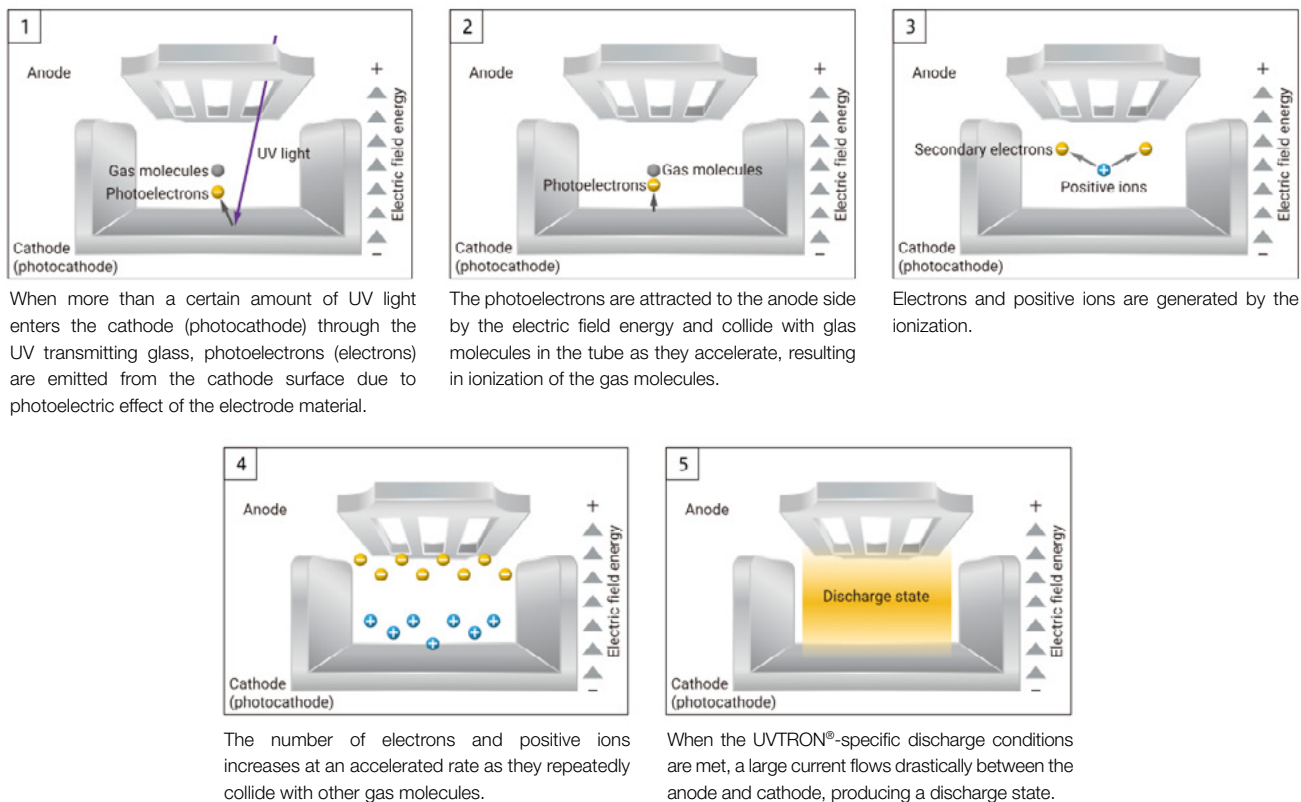 1
Anode
+
UV light
Gas molecules
Photoelectrons
Electric field energy
Cathode
(photocathode)
−
When more than a certain amount of UV light
enters the cathode (photocathode) through the
UV transmitting glass, photoelectrons (electrons)
are emitted from the cathode surface due to
photoelectric effect of the electrode material.
2
Anode
+
Gas molecules
Photoelectrons
−
Electric field energy
Cathode
(photocathode)
−
The photoelectrons are attracted to the anode side
by the electric field energy and collide with glas
molecules in the tube as they accelerate, resulting
in ionization of the gas molecules.
3
Anode
+
Secondary electrons
−
−
+
Positive ions
Electric field energy
Cathode
(photocathode)
−
Electrons and positive ions are generated by the
ionization.
4
Anode
+
Electric field energy
Cathode
(photocathode)
−
The number of electrons and positive ions
increases at an accelerated rate as they repeatedly
collide with other gas molecules.
5
Anode
+
Discharge state
Electric field energy
Cathode
(photocathode)
−
When the UVTRON®-specific discharge conditions
are met, a large current flows drastically between the
anode and cathode, producing a discharge state.